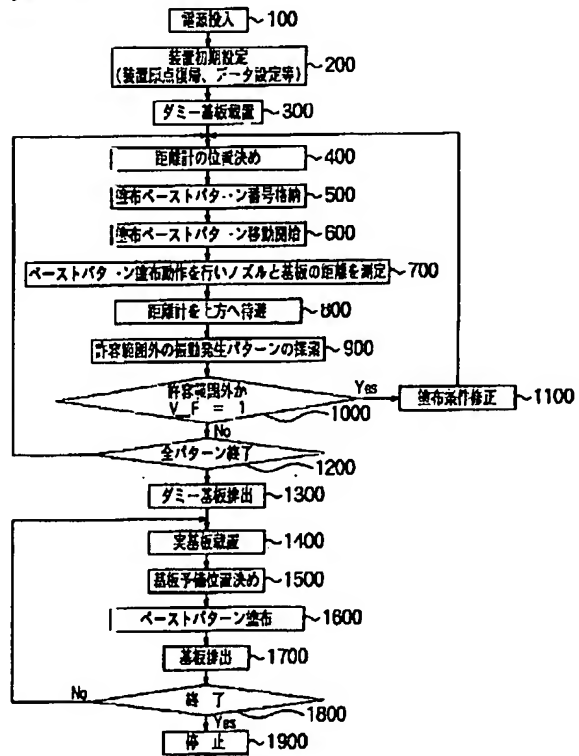 電源投入 100
装置初期設定
(装置原点復帰、データ設定等) 200
ダミー基板載置 300
距離計の位置決め 400
塗布ペーストパターン番号格納 500
塗布ペーストパターン移動開始 600
ペーストパターン塗布動作を行いノズルと基板の距離を測定 700
距離計を上方へ待避 800
許容範囲外の振動発生パターンの探索 900
許容範囲外か
V_F = 1
1000
Yes
塗布条件修正 1100
No
全パターン終了
1200
ダミー基板排出 1300
実基板載置 1400
基板予備位置決め 1500
ペーストパターン塗布 1600
基板排出 1700
No
終了
1800
Yes
停止 1900